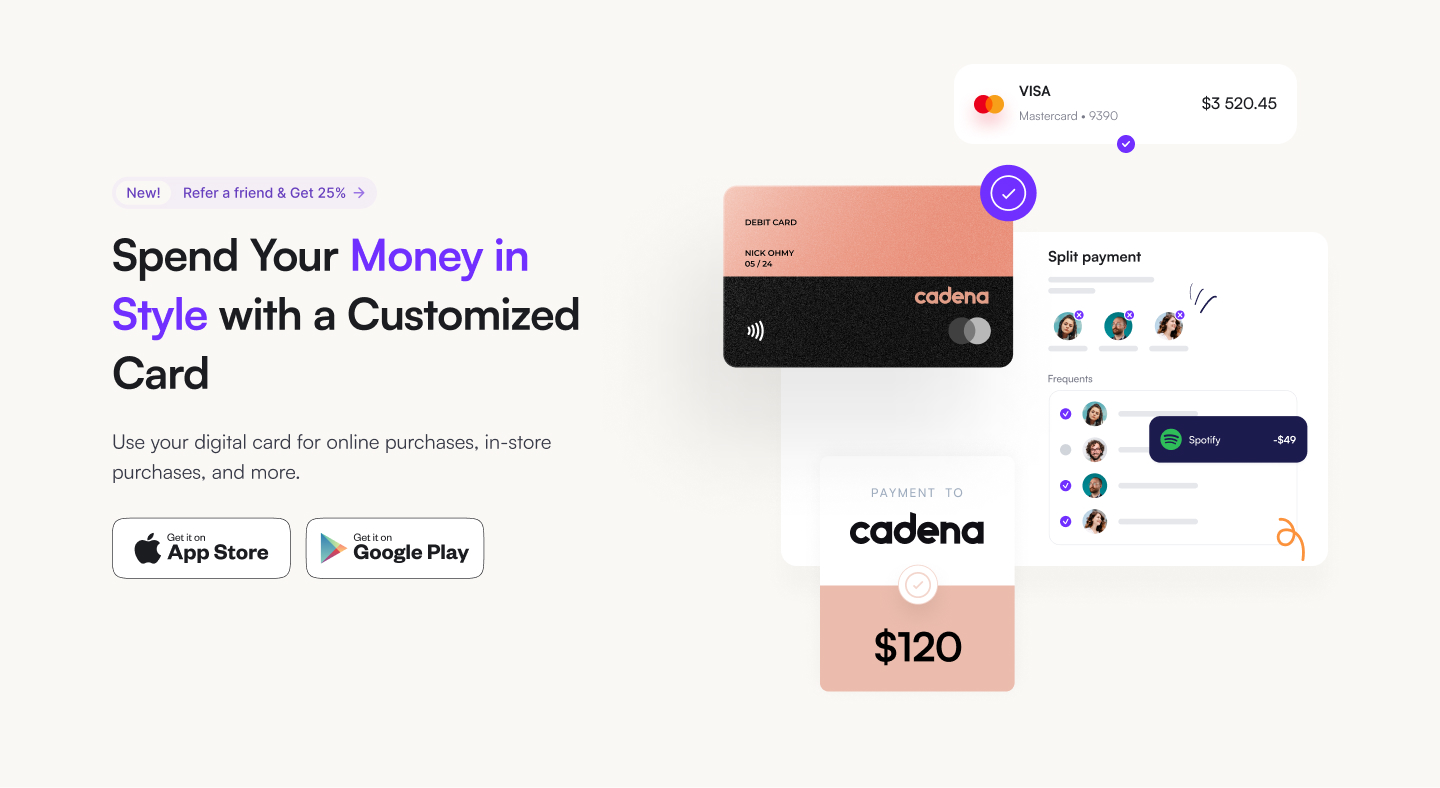 New! Refer a friend & Get 25%
Spend Your Money in
Style with a Customized
Card
Use your digital card for online purchases, in-store
purchases, and more.
Get it on
App Store
Get it on
Google Play
VISA
Mastercard • 9390
$3 520.45
DEBIT CARD
NICK OHMY
05 / 24
cadena
Split payment
Frequents
Spotify
-$49
PAYMENT TO
cadena
$120